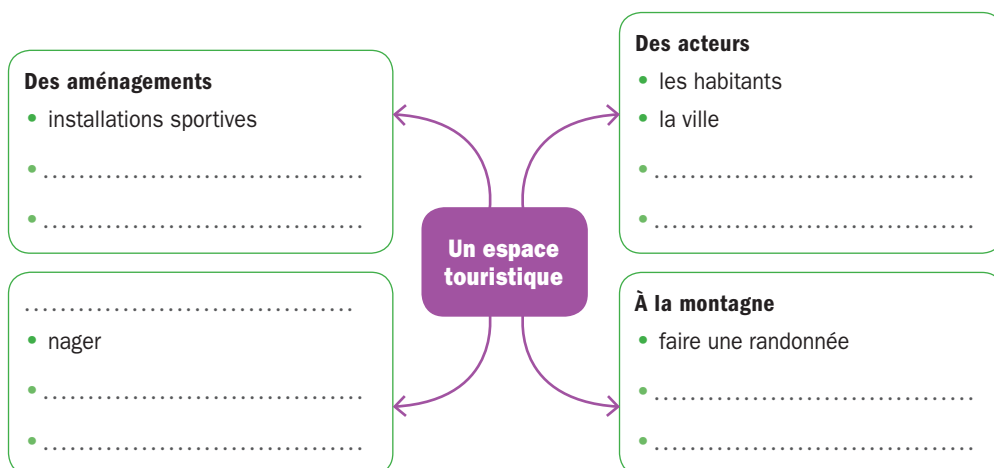 Des aménagements
• installations sportives
• ....................................
• ....................................
Des acteurs
• les habitants
• la ville
• ....................................
• ....................................
Un espace
touristique
.....................................
• nager
• ....................................
• ....................................
À la montagne
• faire une randonnée
• ....................................
• ....................................